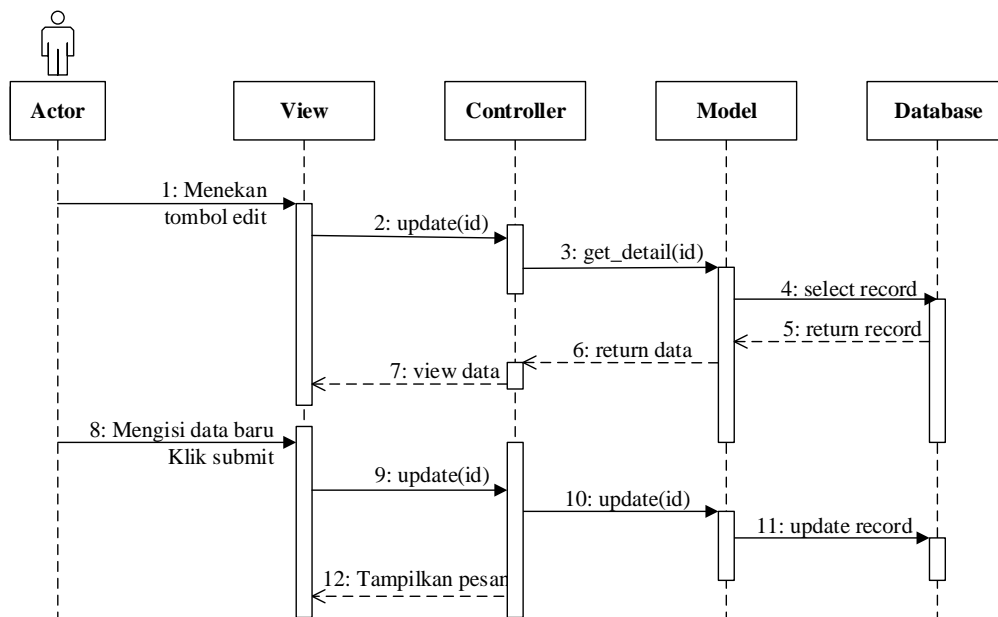 Actor
View
Controller
Model
Database
1: Menekan
tombol edit
2: update(id)
3: get_detail(id)
4: select record
5: return record
6: return data
7: view data
8: Mengisi data baru
Klik submit
9: update(id)
10: update(id)
11: update record
12: Tampilkan pesan